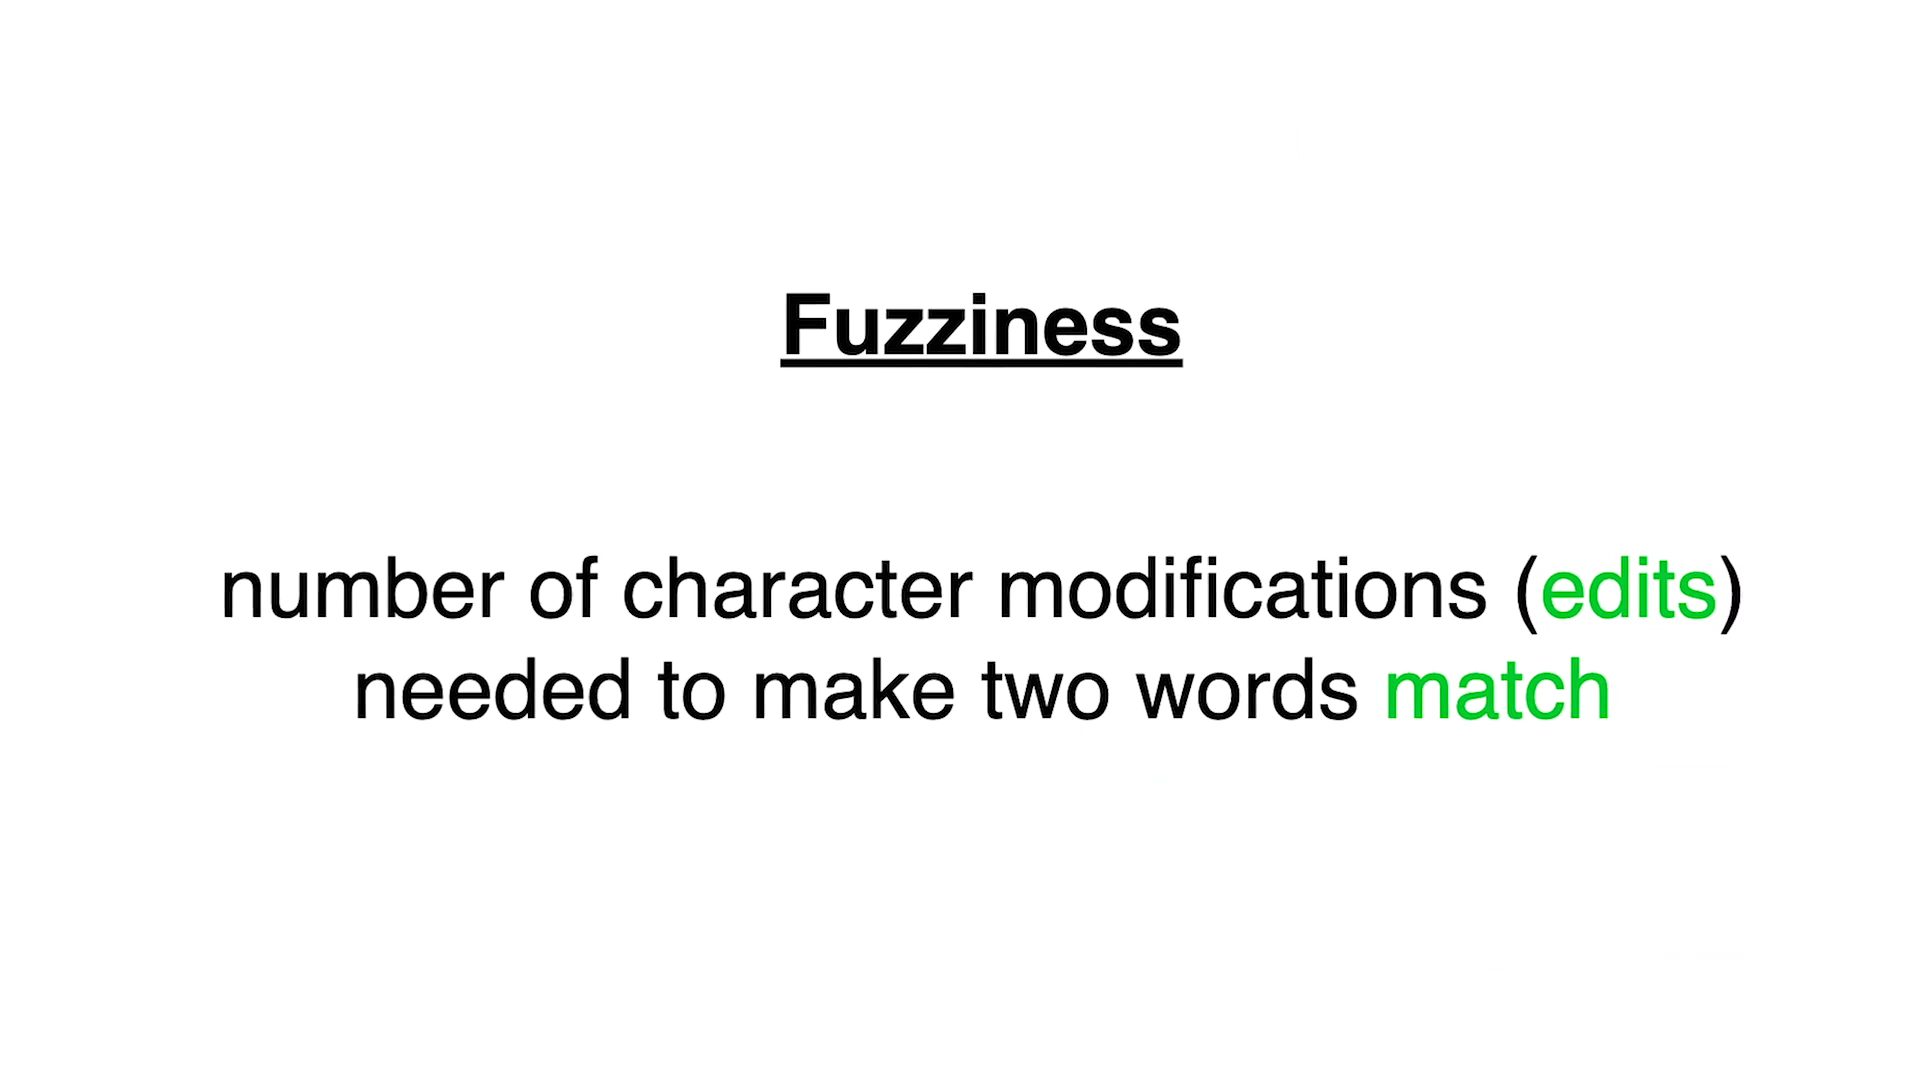 Fuzziness
number of character modifications (edits)
needed to make two words match